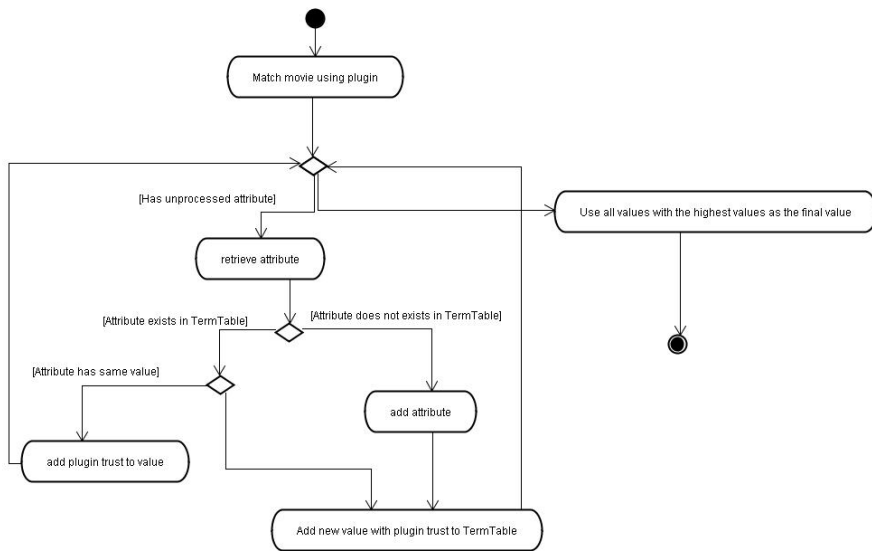 Match movie using plugin
[Has unprocessed attribute]
Use all values with the highest values as the final value
retrieve attribute
[Attribute exists in TermTable]
[Attribute does not exists in TermTable]
[Attribute has same value]
add attribute
add plugin trust to value
Add new value with plugin trust to TermTable